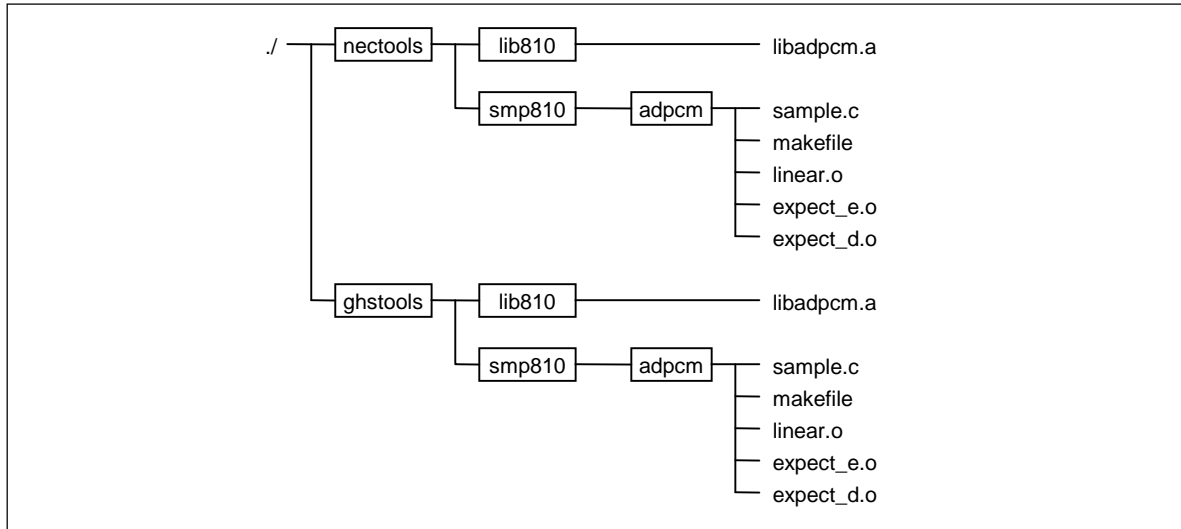 ./ nectools lib810 libadpcm.a
smp810 adpcm sample.c
makefile
linear.o
expect_e.o
expect_d.o
ghstools lib810 libadpcm.a
smp810 adpcm sample.c
makefile
linear.o
expect_e.o
expect_d.o